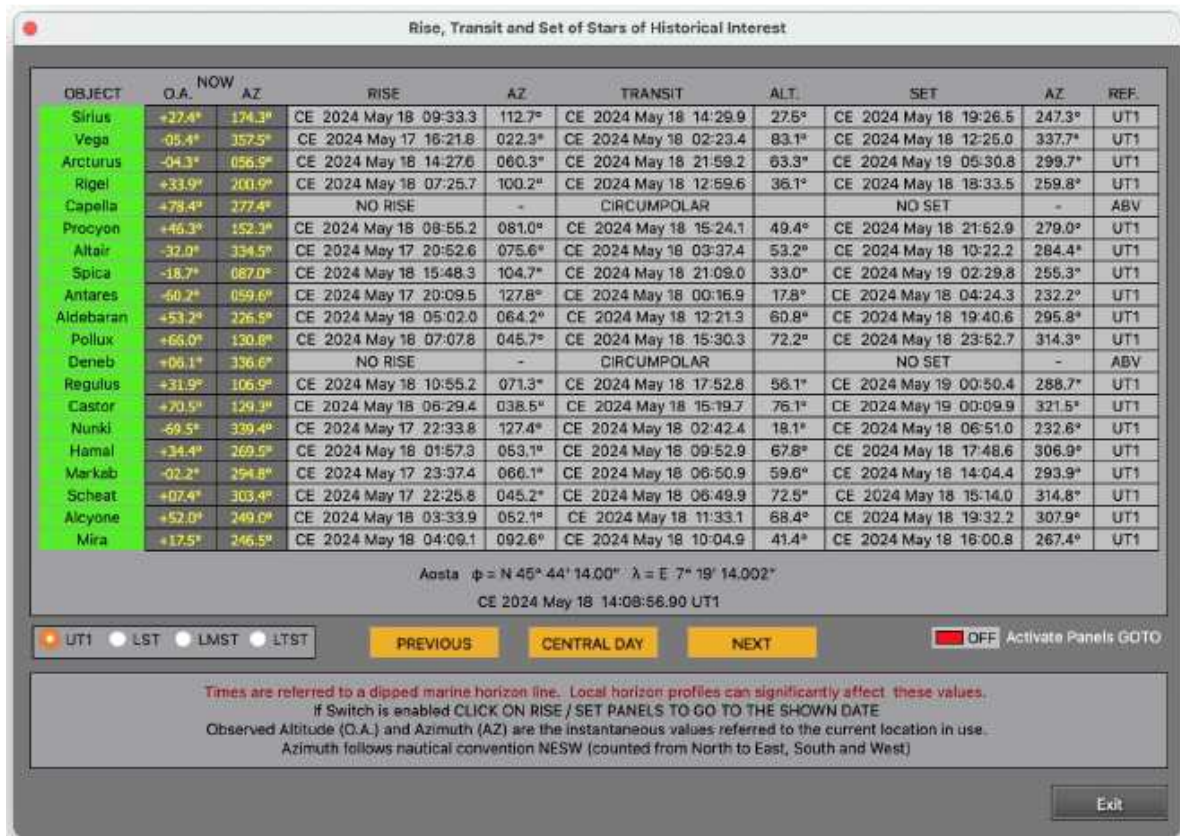 Rise, Transit and Set of Stars of Historical Interest
NOW
OBJECT O.A. AZ RISE AZ TRANSIT ALT. SET AZ REF.
Sirius +27.4° 174.3° CE 2024 May 18 09:33.3 112.7° CE 2024 May 18 14:29.9 27.5° CE 2024 May 18 19:26.5 247.3° UT1
Vega -05.4° 357.5° CE 2024 May 17 16:21.8 022.3° CE 2024 May 18 02:23.4 83.1° CE 2024 May 18 12:25.0 337.7° UT1
Arcturus -04.3° 056.9° CE 2024 May 18 14:27.6 060.3° CE 2024 May 18 21:59.2 63.3° CE 2024 May 19 05:30.8 299.7° UT1
Rigel +33.9° 200.9° CE 2024 May 18 07:25.7 100.2° CE 2024 May 18 12:59.6 36.1° CE 2024 May 18 18:33.5 259.8° UT1
Capella +78.4° 277.4° NO RISE - CIRCUMPOLAR NO SET - ABV
Procyon +46.3° 152.3° CE 2024 May 18 08:55.2 081.0° CE 2024 May 18 15:24.1 49.4° CE 2024 May 18 21:52.9 279.0° UT1
Altair -32.0° 334.5° CE 2024 May 17 20:52.6 075.6° CE 2024 May 18 03:37.4 53.2° CE 2024 May 18 10:22.2 284.4° UT1
Spica -18.7° 087.0° CE 2024 May 18 15:48.3 104.7° CE 2024 May 18 21:09.0 33.0° CE 2024 May 19 02:29.8 255.3° UT1
Antares -60.2° 059.6° CE 2024 May 17 20:09.5 127.8° CE 2024 May 18 00:16.9 17.8° CE 2024 May 18 04:24.3 232.2° UT1
Aldebaran +53.2° 226.5° CE 2024 May 18 05:02.0 064.2° CE 2024 May 18 12:21.3 60.8° CE 2024 May 18 19:40.6 295.8° UT1
Pollux +66.0° 130.8° CE 2024 May 18 07:07.8 045.7° CE 2024 May 18 15:30.3 72.2° CE 2024 May 18 23:52.7 314.3° UT1
Deneb +06.1° 336.6° NO RISE - CIRCUMPOLAR NO SET - ABV
Regulus +31.9° 106.9° CE 2024 May 18 10:55.2 071.3° CE 2024 May 18 17:52.8 56.1° CE 2024 May 19 00:50.4 288.7° UT1
Castor +70.5° 129.3° CE 2024 May 18 06:29.4 038.5° CE 2024 May 18 15:19.7 76.1° CE 2024 May 19 00:09.9 321.5° UT1
Nunki -69.5° 339.4° CE 2024 May 17 22:33.8 127.4° CE 2024 May 18 02:42.4 18.1° CE 2024 May 18 06:51.0 232.6° UT1
Hamal +34.4° 269.5° CE 2024 May 18 01:57.3 053.1° CE 2024 May 18 09:52.9 67.8° CE 2024 May 18 17:48.6 306.9° UT1
Markab -02.2° 294.8° CE 2024 May 17 23:37.4 066.1° CE 2024 May 18 06:50.9 59.6° CE 2024 May 18 14:04.4 293.9° UT1
Scheat +07.4° 303.4° CE 2024 May 17 22:25.8 045.2° CE 2024 May 18 06:49.9 72.5° CE 2024 May 18 15:14.0 314.8° UT1
Alcyone +52.0° 249.0° CE 2024 May 18 03:33.9 052.1° CE 2024 May 18 11:33.1 68.4° CE 2024 May 18 19:32.2 307.9° UT1
Mira +17.5° 246.5° CE 2024 May 18 04:09.1 092.6° CE 2024 May 18 10:04.9 41.4° CE 2024 May 18 16:00.8 267.4° UT1
Aosta φ = N 45° 44' 14.00" λ = E 7° 19' 14.002"
CE 2024 May 18 14:08:56.90 UT1
UT1 LST LMST LTST PREVIOUS CENTRAL DAY NEXT OFF Activate Panels GOTO
Times are referred to a dipped marine horizon line. Local horizon profiles can significantly affect these values.
If Switch is enabled CLICK ON RISE / SET PANELS TO GO TO THE SHOWN DATE
Observed Altitude (O.A.) and Azimuth (AZ) are the instantaneous values referred to the current location in use.
Azimuth follows nautical convention NESW (counted from North to East, South and West)
Exit